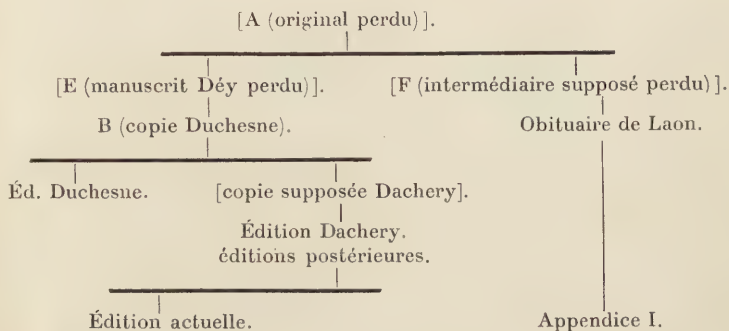 [A (original perdu)].
[E (manuscrit Déy perdu)]. [F (intermédiaire supposé perdu)].
B (copie Duchesne). Obituaire de Laon.
Éd. Duchesne. [copie supposée Dachery].
Édition Dachery.
éditions postérieures.
Édition actuelle. Appendice I.